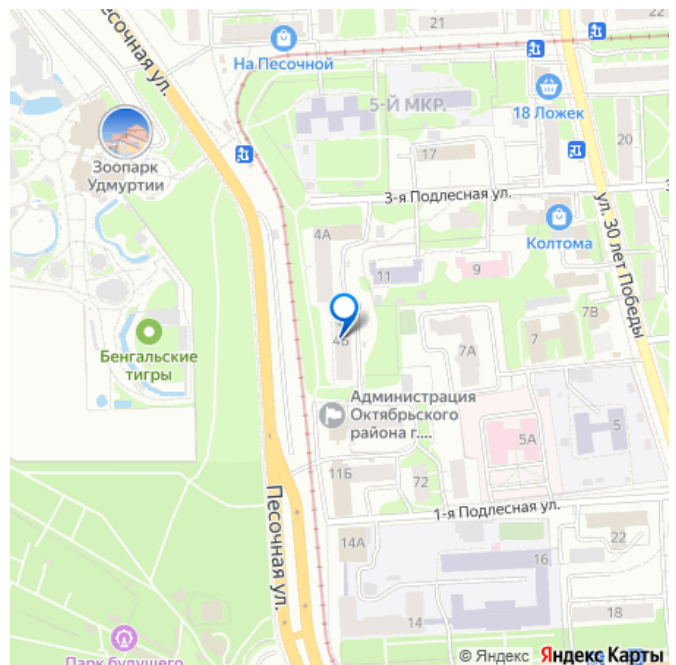 21
22
Песочная ул.
На Песочной
5-Й МКР.
18 Ложек
20
17
Зоопарк
Удмуртии
3-я Подлесная ул.
3
ул. 30 лет Победы
4А
Колтома
11
9
4Б
7В
7
7А
Бенгальские
тигры
Администрация
Октябрьского
района г....
5
5А
11Б
72
Песочная ул.
1-я Подлесная ул.
14А
22
16
14
18
Парк будущего
© Яндекс Яндекс Карты